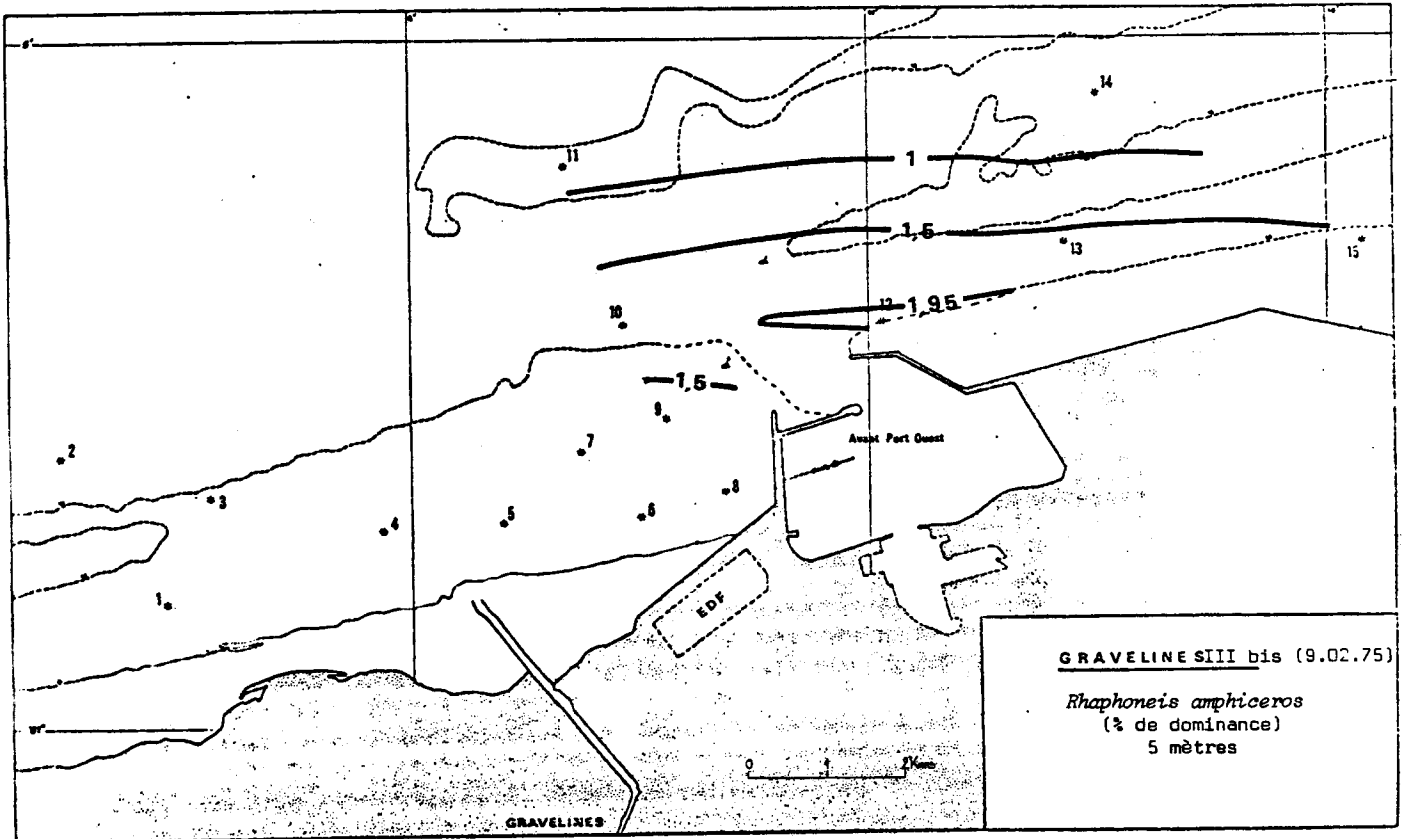 14
11
1
1,5
13
15
12
1,95
10
1,5
9
2
7
Avant Port Ouest
3
8
4
5
6
1
EDF
0 1 2Kms
GRAVELINES
GRAVELINESIII bis (9.02.75)
Rhaphoneis amphiceros
(% de dominance)
5 mètres